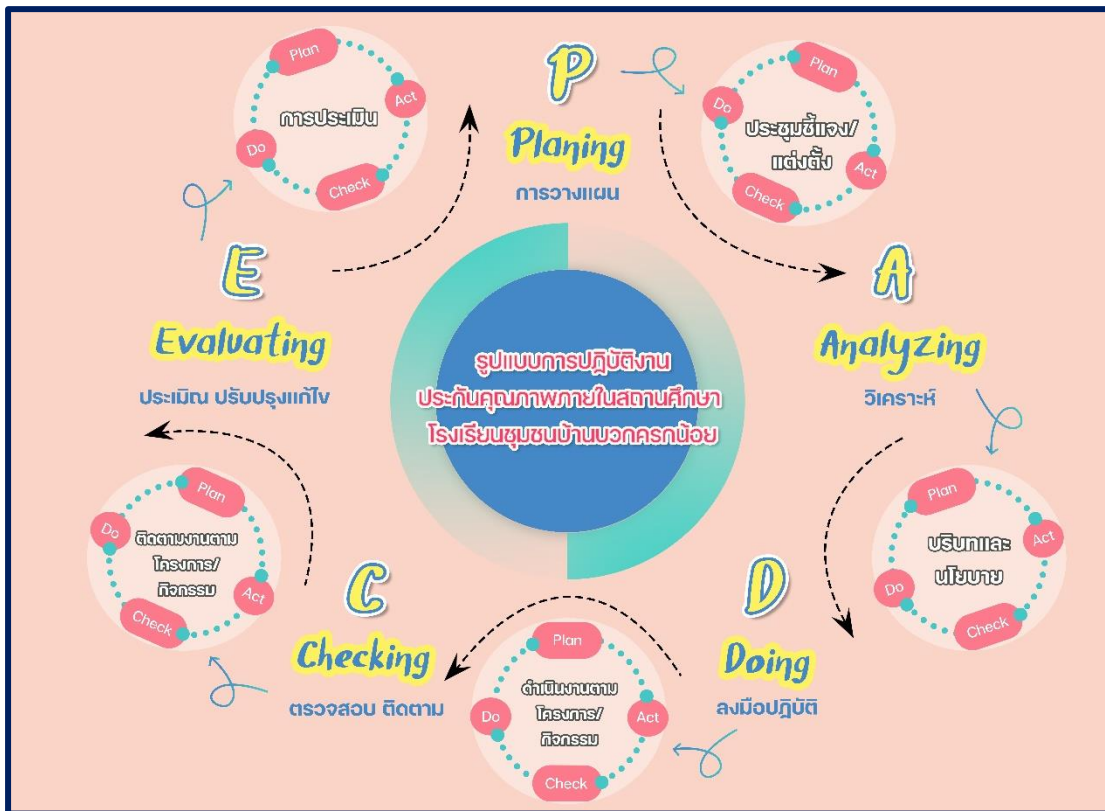 P
Planing
การวางแผน
Plan
Do
Act
Check
ประชุมชี้แจง/
แต่งตั้ง
A
Analyzing
วิเคราะห์
Plan
Act
Do
Check
บริบทและ
นโยบาย
D
Doing
ลงมือปฏิบัติ
Plan
Do
Act
Check
ดำเนินงานตาม
โครงการ/
กิจกรรม
C
Checking
ตรวจสอบ ติดตาม
Plan
Do
Act
Check
ติดตามงานตาม
โครงการ/
กิจกรรม
E
Evaluating
ประเมิณ ปรับปรุงแก้ไข
Plan
Act
Do
Check
การประเมิน
รูปแบบการปฏิบัติงาน
ประกันคุณภาพภายในสถานศึกษา
โรงเรียนชุมชนบ้านบวกครกน้อย